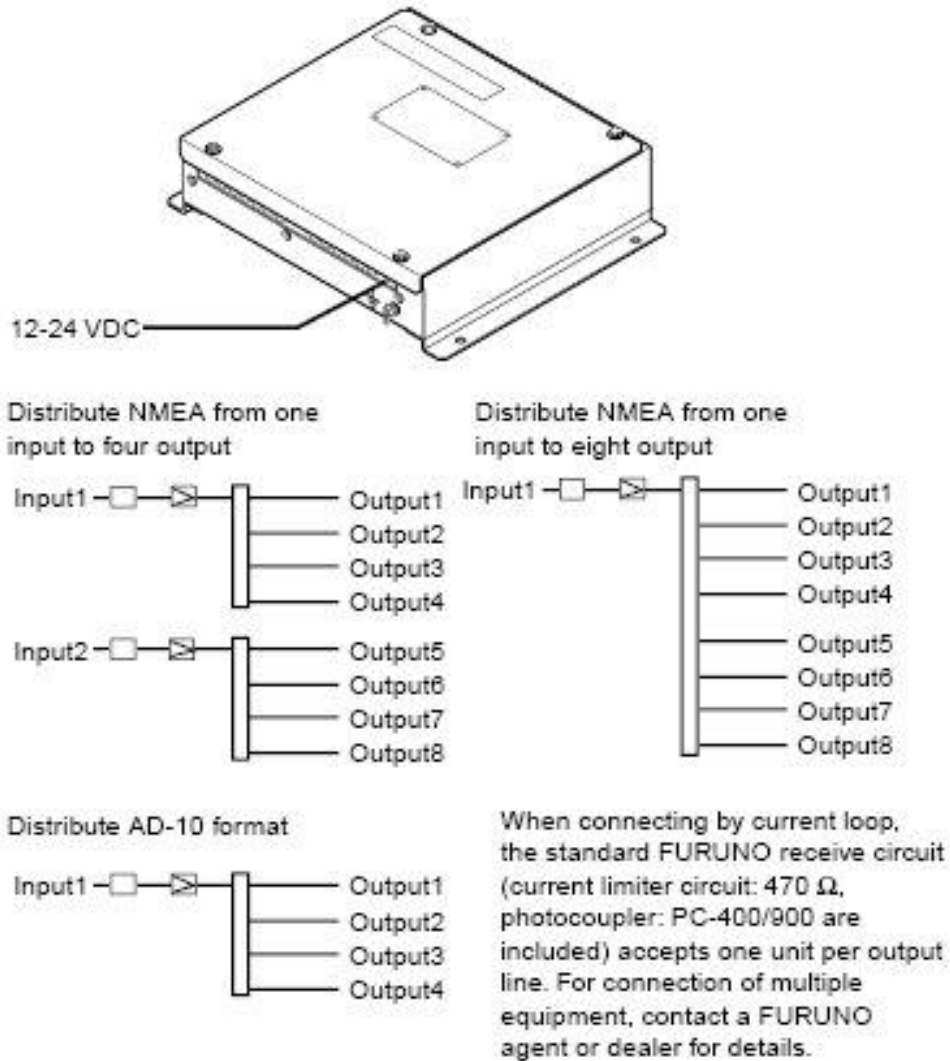 12-24 VDC
Distribute NMEA from one
input to four output
Input1
Output1
Output2
Output3
Output4
Input2
Output5
Output6
Output7
Output8
Distribute NMEA from one
input to eight output
Input1
Output1
Output2
Output3
Output4
Output5
Output6
Output7
Output8
Distribute AD-10 format
Input1
Output1
Output2
Output3
Output4
When connecting by current loop,
the standard FURUNO receive circuit
(current limiter circuit: 470 Ω,
photocoupler: PC-400/900 are
included) accepts one unit per output
line. For connection of multiple
equipment, contact a FURUNO
agent or dealer for details.